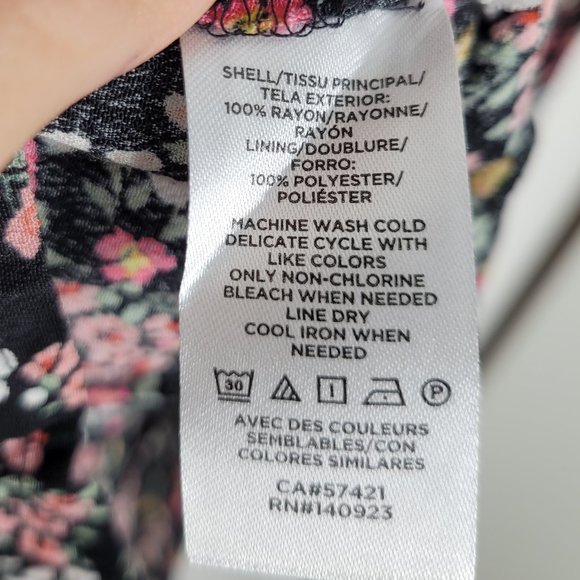 SHELL/TISSU PRINCIPAL/
TELA EXTERIOR:
100% RAYON/RAYONNE/
RAYÓN
LINING/DOUBLURE/
FORRO:
100% POLYESTER/
POLIÉSTER
MACHINE WASH COLD
DELICATE CYCLE WITH
LIKE COLORS
ONLY NON-CHLORINE
BLEACH WHEN NEEDED
LINE DRY
COOL IRON WHEN
NEEDED
30 P
AVEC DES COULEURS
SEMBLABLES/CON
COLORES SIMILARES
CA#57421
RN#140923